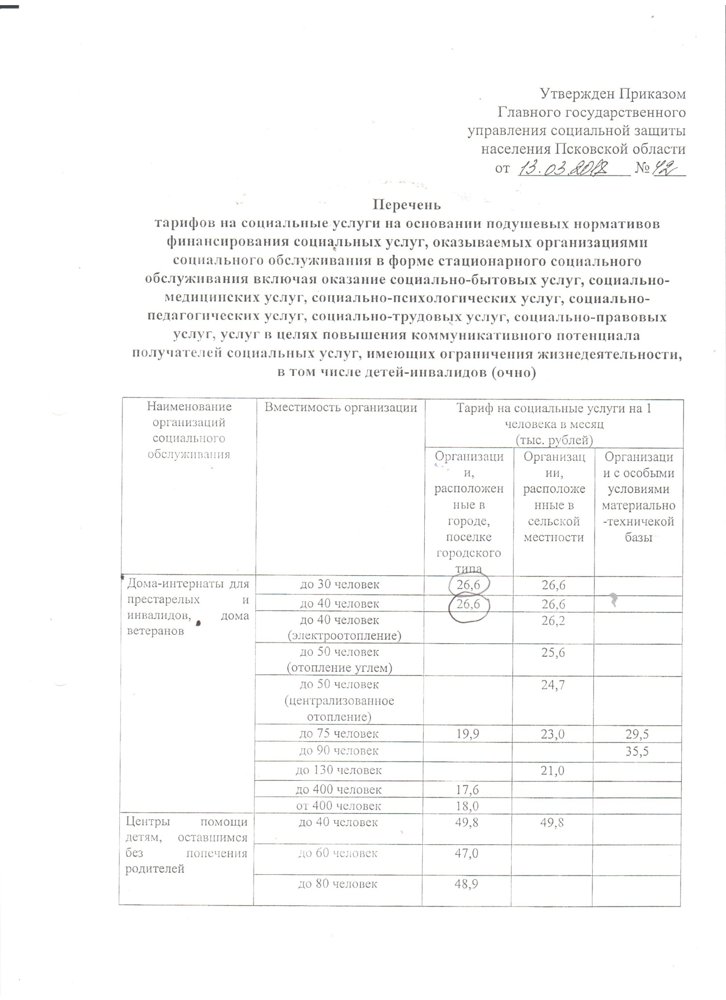 Утвержден Приказом
Главного государственного
управления социальной защиты
населения Псковской области
от 13.03.2018 № 42
Перечень
тарифов на социальные услуги на основании подушевых нормативов
финансирования социальных услуг, оказываемых организациями
социального обслуживания в форме стационарного социального
обслуживания включая оказание социально-бытовых услуг, социально-
медицинских услуг, социально-психологических услуг, социально-
педагогических услуг, социально-трудовых услуг, социально-правовых
услуг, услуг в целях повышения коммуникативного потенциала
получателей социальных услуг, имеющих ограничения жизнедеятельности,
в том числе детей-инвалидов (очно)
Наименование
организаций
социального
обслуживания
Вместимость организации
Тариф на социальные услуги на 1
человека в месяц
(тыс. рублей)
Организаци
и,
расположен
ные в
городе,
поселке
городского
типа
Организац
ии,
расположе
нные в
сельской
местности
Организаци
и с особыми
условиями
материально
-техничекой
базы
Дома-интернаты для
престарелых и
инвалидов, дома
ветеранов
до 30 человек 26,6 26,6
до 40 человек 26,6 26,6
до 40 человек 26,2
(электроотопление)
до 50 человек 25,6
(отопление углем)
до 50 человек 24,7
(централизованное
отопление)
до 75 человек 19,9 23,0 29,5
до 90 человек 35,5
до 130 человек 21,0
до 400 человек 17,6
от 400 человек 18,0
Центры помощи
детям, оставшимся
без попечения
родителей
до 40 человек 49,8 49,8
до 60 человек 47,0
до 80 человек 48,9